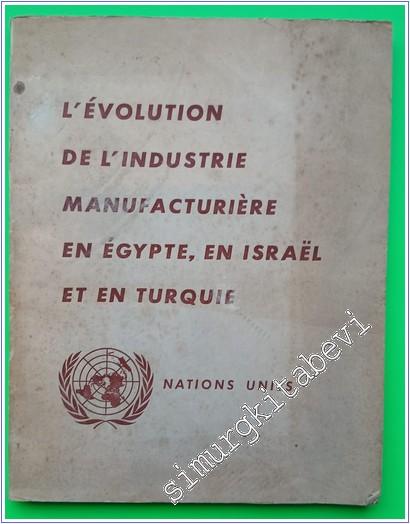 L'ÉVOLUTION
DE L'INDUSTRIE
MANUFACTURIÈRE
EN ÉGYPTE, EN ISRAËL
ET EN TURQUIE
NATIONS UNIES
simurgkitabevi